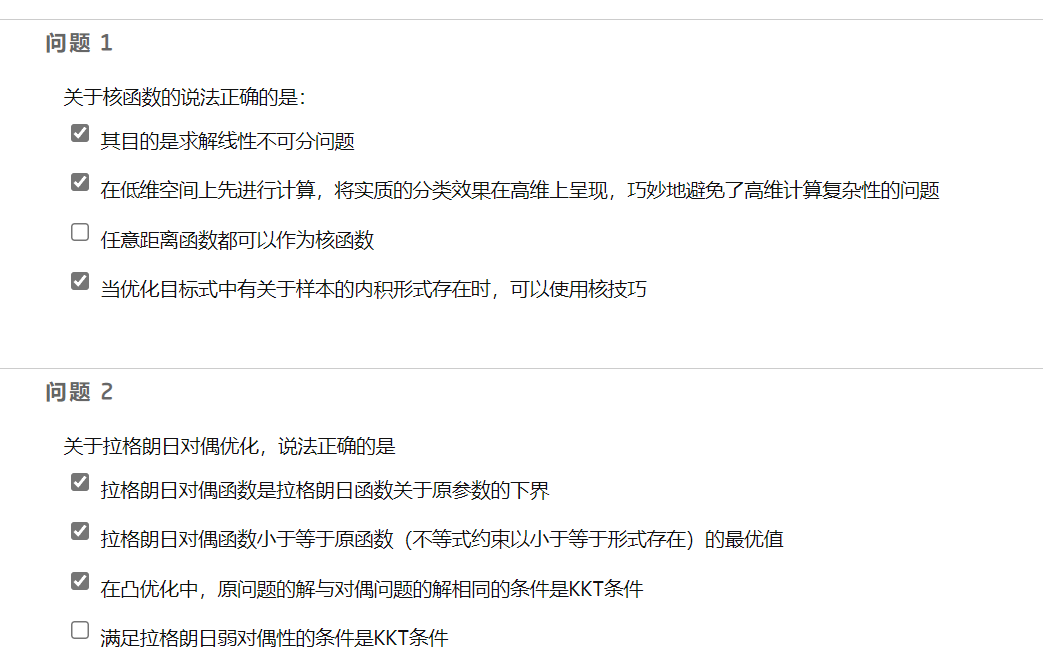 问题 1
关于核函数的说法正确的是：
其目的是求解线性不可分问题
在低维空间上先进行计算，将实质的分类效果在高维上呈现，巧妙地避免了高维计算复杂性的问题
任意距离函数都可以作为核函数
当优化目标式中有关于样本的内积形式存在时，可以使用核技巧
问题 2
关于拉格朗日对偶优化，说法正确的是
拉格朗日对偶函数是拉格朗日函数关于原参数的下界
拉格朗日对偶函数小于等于原函数（不等式约束以小于等于形式存在）的最优值
在凸优化中，原问题的解与对偶问题的解相同的条件是KKT条件
满足拉格朗日弱对偶性的条件是KKT条件